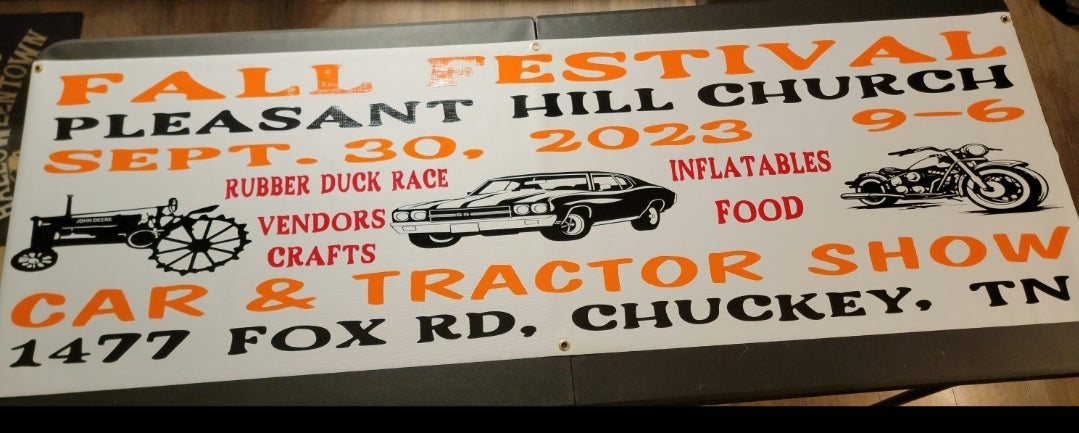 FALL FESTIVAL
PLEASANT HILL CHURCH
SEPT. 30, 2023 9-6
RUBBER DUCK RACE
INFLATABLES
VENDORS
FOOD
CRAFTS
JOHN DEERE
CAR & TRACTOR SHOW
1477 FOX RD, CHUCKEY, TN
HALLOWEENTOWN